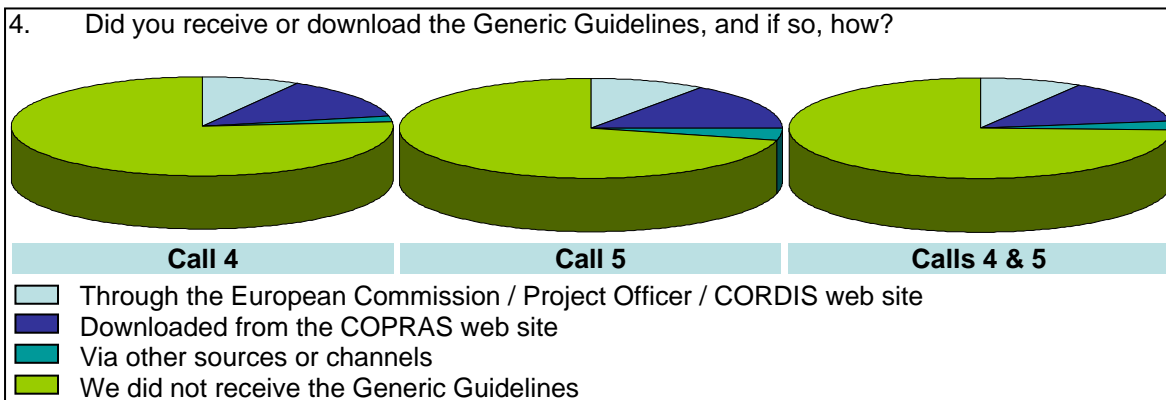 4. Did you receive or download the Generic Guidelines, and if so, how?
Call 4 Call 5 Calls 4 & 5
Through the European Commission / Project Officer / CORDIS web site
Downloaded from the COPRAS web site
Via other sources or channels
We did not receive the Generic Guidelines